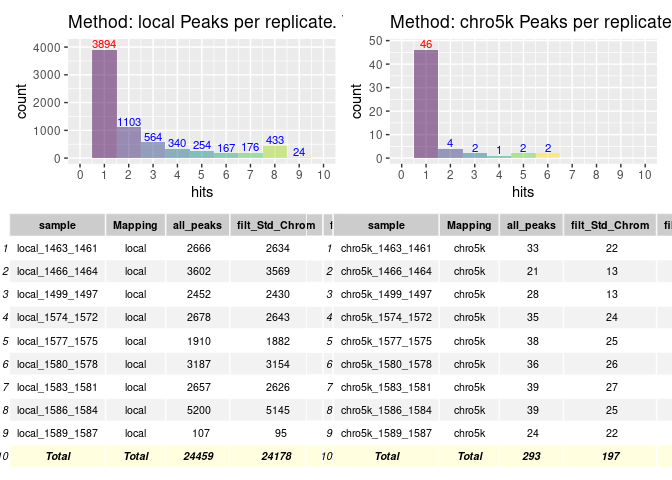 Method: local Peaks per replicate.
4000
3000
2000
1000
0
count
3894
1103
564
340
254
167
176
433
24
0 1 2 3 4 5 6 7 8 9 10
hits
Method: chro5k Peaks per replicate
50
40
30
20
10
0
count
46
4
2
1
2
2
0 1 2 3 4 5 6 7 8 9 10
hits
sample Mapping all_peaks filt_Std_Chrom
1 local_1463_1461 local 2666 2634
2 local_1466_1464 local 3602 3569
3 local_1499_1497 local 2452 2430
4 local_1574_1572 local 2678 2643
5 local_1577_1575 local 1910 1882
6 local_1580_1578 local 3187 3154
7 local_1583_1581 local 2657 2626
8 local_1586_1584 local 5200 5145
9 local_1589_1587 local 107 95
10 Total Total 24459 24178
sample Mapping all_peaks filt_Std_Chrom
1 chro5k_1463_1461 chro5k 33 22
2 chro5k_1466_1464 chro5k 21 13
3 chro5k_1499_1497 chro5k 28 13
4 chro5k_1574_1572 chro5k 35 24
5 chro5k_1577_1575 chro5k 38 25
6 chro5k_1580_1578 chro5k 36 26
7 chro5k_1583_1581 chro5k 39 27
8 chro5k_1586_1584 chro5k 39 25
9 chro5k_1589_1587 chro5k 24 22
10 Total Total 293 197